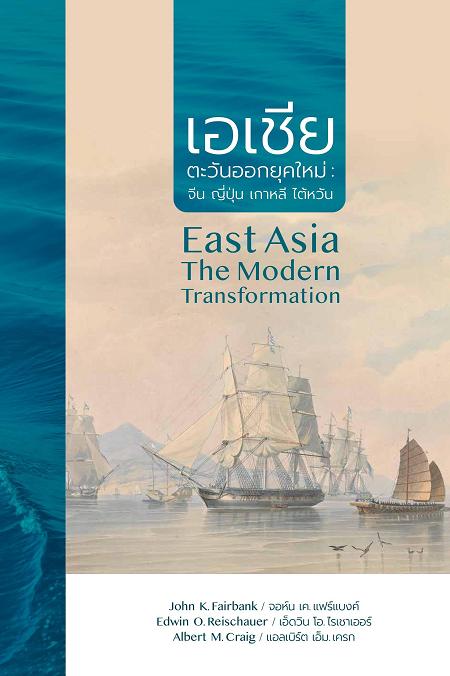 เอเชีย
ตะวันออกยุคใหม่ :
จีน ญี่ปุ่น เกาหลี ไต้หวัน
East Asia
The Modern
Transformation
John K. Fairbank / จอห์น เค. แฟร์แบงค์
Edwin O. Reischauer / เอ็ดวิน โอ. ไรเชาเออร์
Albert M. Craig / แอลเบิร์ต เอ็ม. เครก